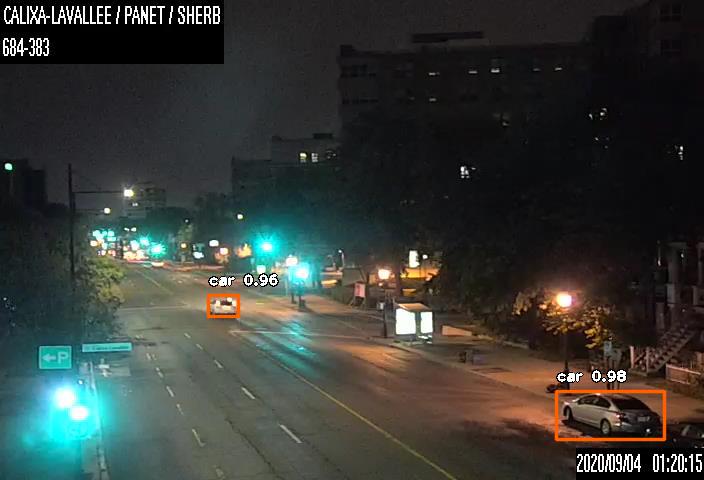 CALIXA-LAVALLEE / PANET / SHERB
684-383
car 0.96
P
car 0.98
2020/09/04 01:20:15